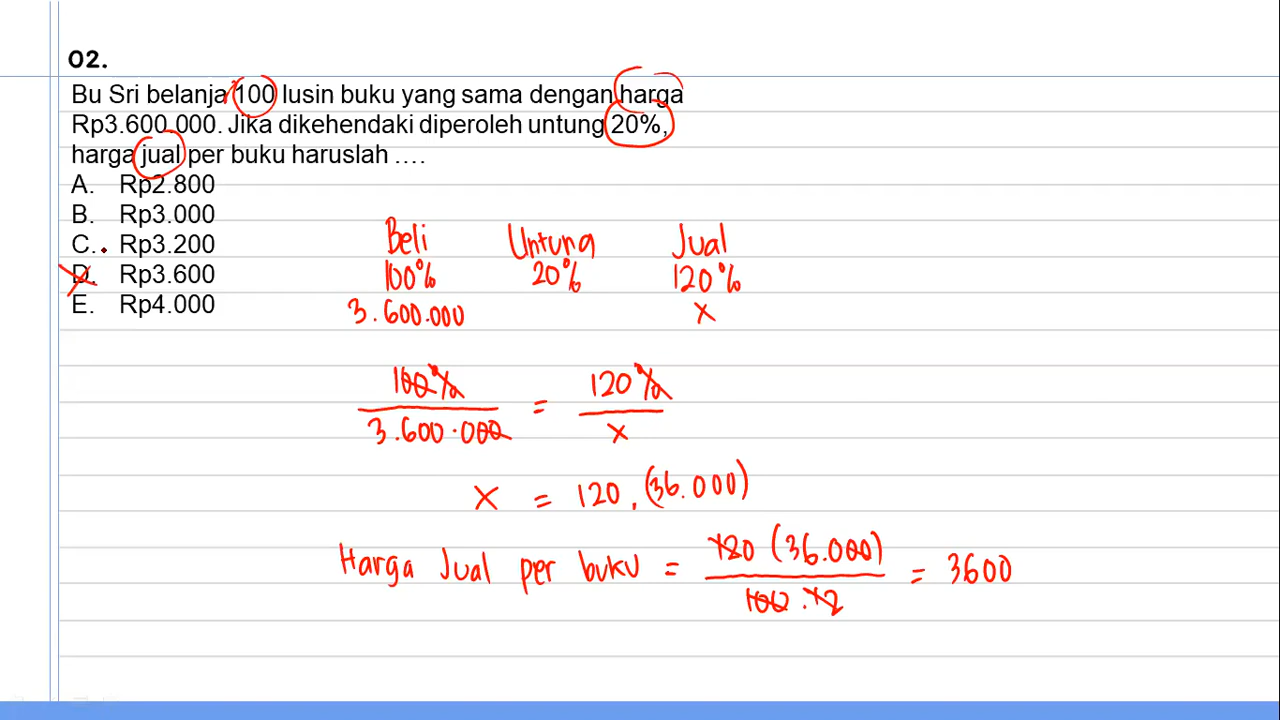 02.
Bu Sri belanja 100 lusin buku yang sama dengan harga
Rp3.600.000. Jika dikehendaki diperoleh untung 20%,
harga jual per buku haruslah ....
A. Rp2.800
B. Rp3.000
C. Rp3.200
D. Rp3.600
E. Rp4.000
Beli Untung Jual
100% 20% 120%
3.600.000 x
100% / 3.600.000 = 120% / x
x = 120 . (36.000)
Harga Jual per buku = 120 (36.000) / 100 . 12 = 3600